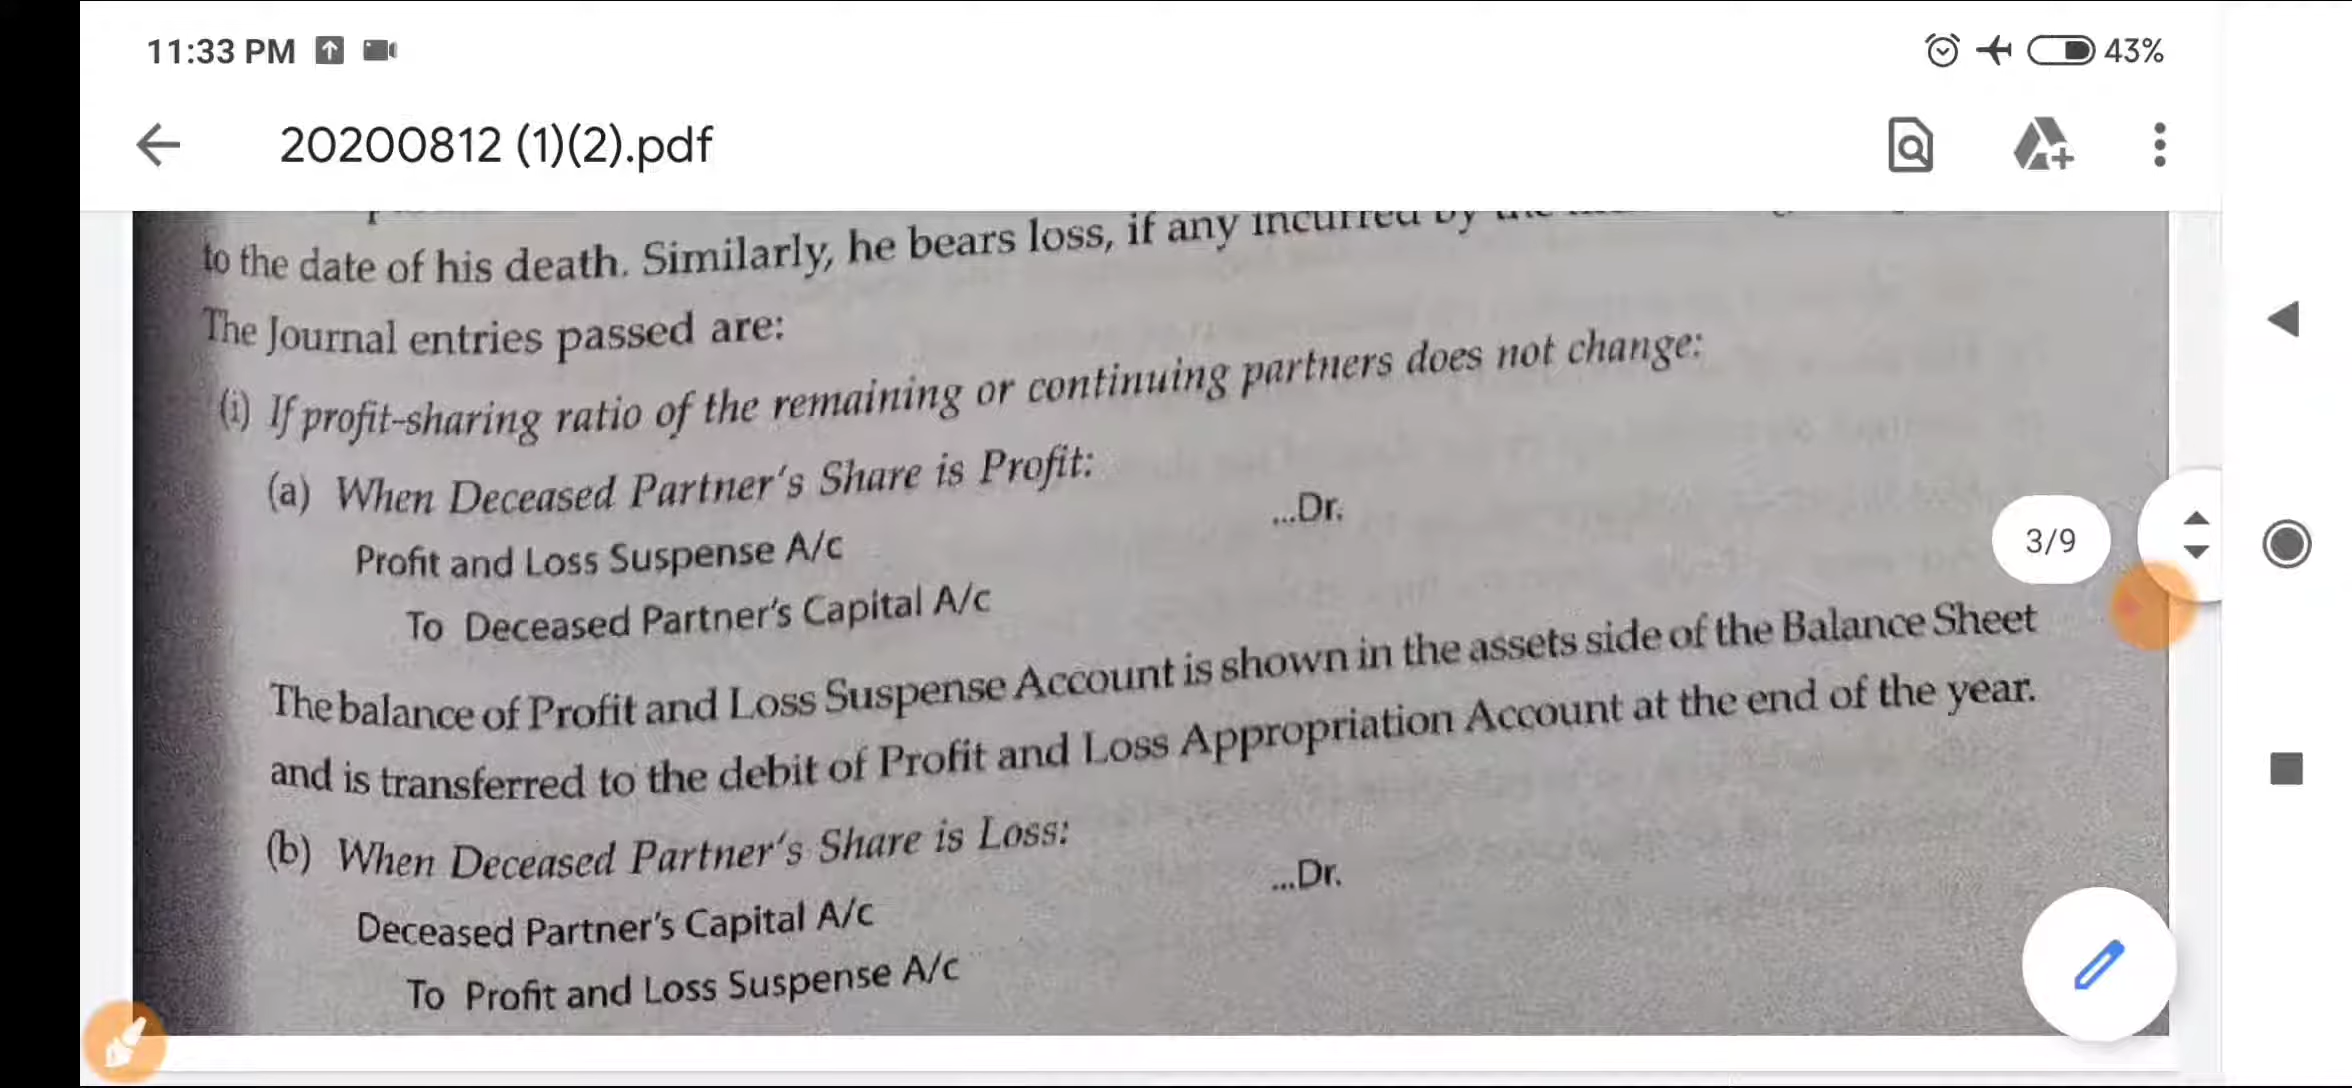 11:33 PM
43%
20200812 (1)(2).pdf
to the date of his death. Similarly, he bears loss, if any incurred by the
The Journal entries passed are:
(i) If profit-sharing ratio of the remaining or continuing partners does not change:
(a) When Deceased Partner's Share is Profit:
Profit and Loss Suspense A/c ...Dr.
To Deceased Partner's Capital A/c
3/9
The balance of Profit and Loss Suspense Account is shown in the assets side of the Balance Sheet
and is transferred to the debit of Profit and Loss Appropriation Account at the end of the year.
(b) When Deceased Partner's Share is Loss:
Deceased Partner's Capital A/c ...Dr.
To Profit and Loss Suspense A/c